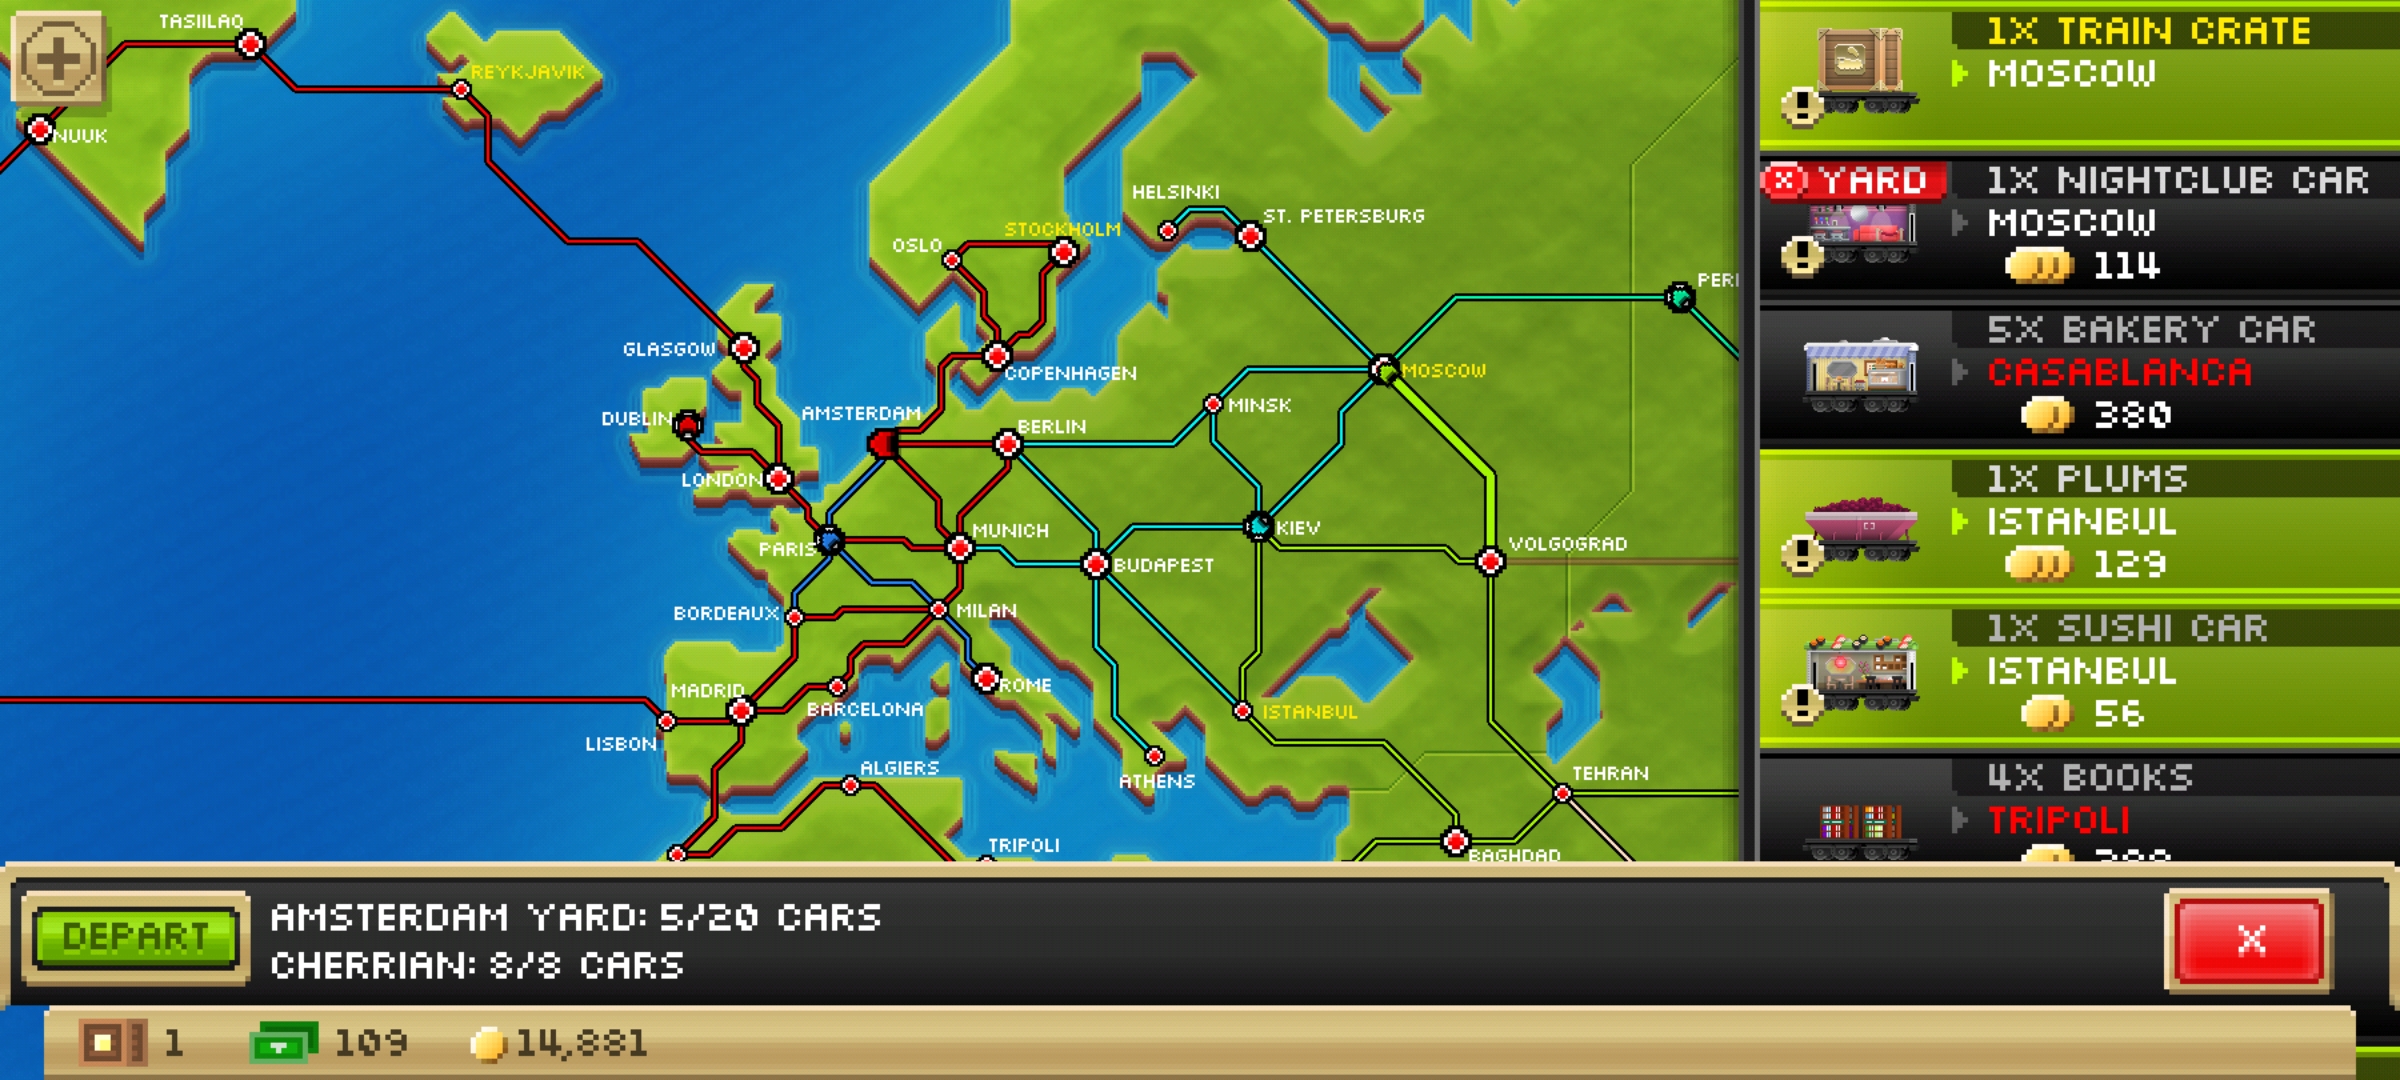 TASIILAQ
REYKJAVIK
NUUK
HELSINKI
ST. PETERSBURG
STOCKHOLM
OSLO
GLASGOW
COPENHAGEN
MOSCOW
MINSK
DUBLIN
AMSTERDAM
BERLIN
LONDON
MUNICH
KIEV
PARIS
BUDAPEST
VOLGOGRAD
BORDEAUX
MILAN
MADRID
ROME
BARCELONA
ISTANBUL
LISBON
ALGIERS
ATHENS
TEHRAN
TRIPOLI
BAGHDAD
1X TRAIN CRATE
MOSCOW
YARD
1X NIGHTCLUB CAR
MOSCOW
114
5X BAKERY CAR
CASABLANCA
380
1X PLUMS
ISTANBUL
129
1X SUSHI CAR
ISTANBUL
56
4X BOOKS
TRIPOLI
DEPART
AMSTERDAM YARD: 5/20 CARS
CHERRIAN: 8/8 CARS
X
1
109
14,881